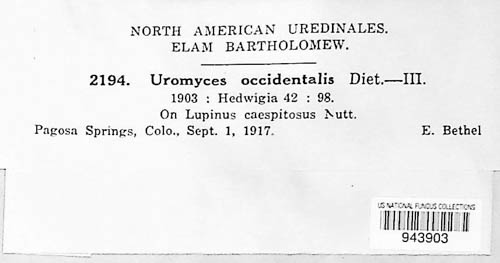 NORTH AMERICAN UREDINALES.
ELAM BARTHOLOMEW.
2194. Uromyces occidentalis Diet.—III.
1903 : Hedwigia 42 : 98.
On Lupinus caespitosus Nutt.
Pagosa Springs, Colo., Sept. 1, 1917. E. Bethel
US NATIONAL FUNGUS COLLECTIONS
943903